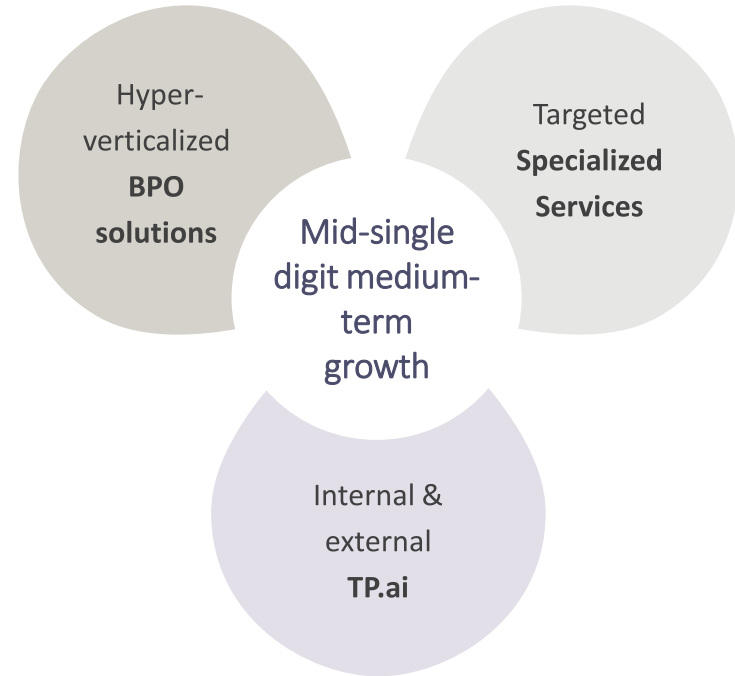 Hyper-
verticalized
BPO
solutions
Targeted
Specialized
Services
Mid-single
digit medium-
term
growth
Internal &
external
TP.ai